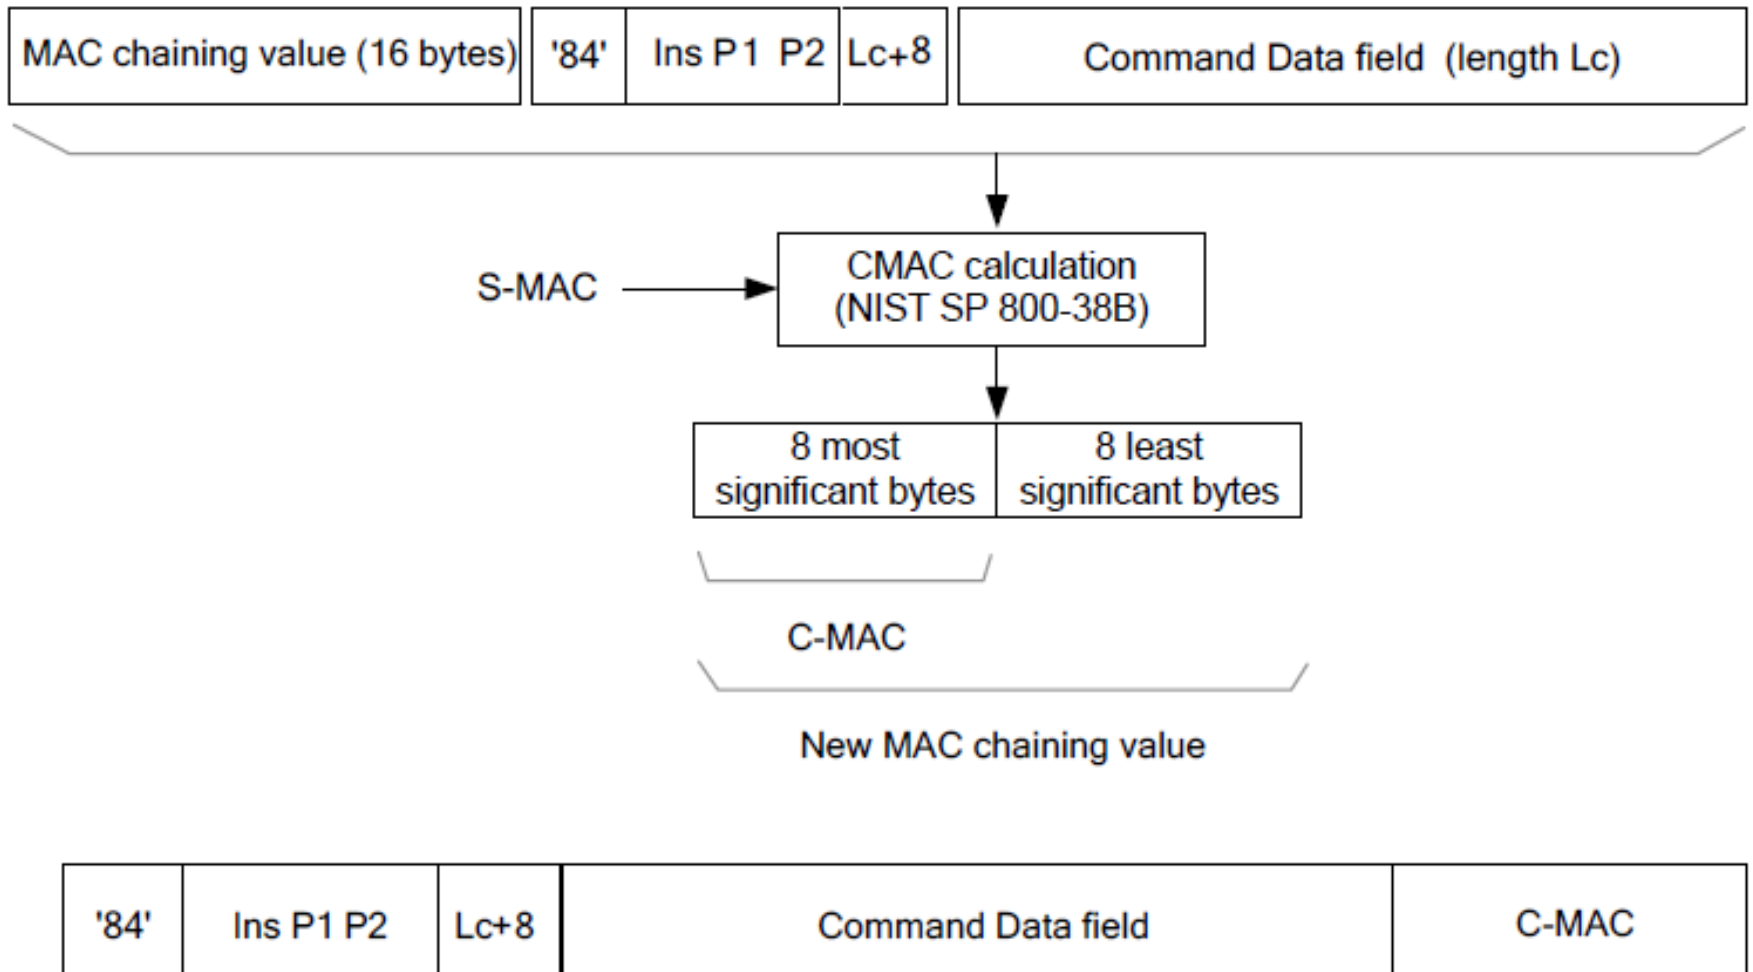 MAC chaining value (16 bytes) '84' Ins P1 P2 Lc+8 Command Data field (length Lc)
S-MAC
CMAC calculation
(NIST SP 800-38B)
8 most
significant bytes
8 least
significant bytes
C-MAC
New MAC chaining value
'84' Ins P1 P2 Lc+8 Command Data field C-MAC